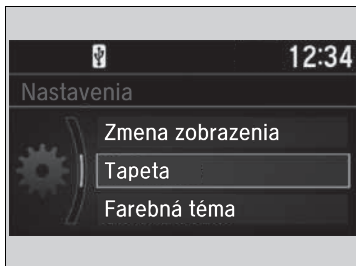 12:34
Nastavenia
Zmena zobrazenia
Tapeta
Farebná téma